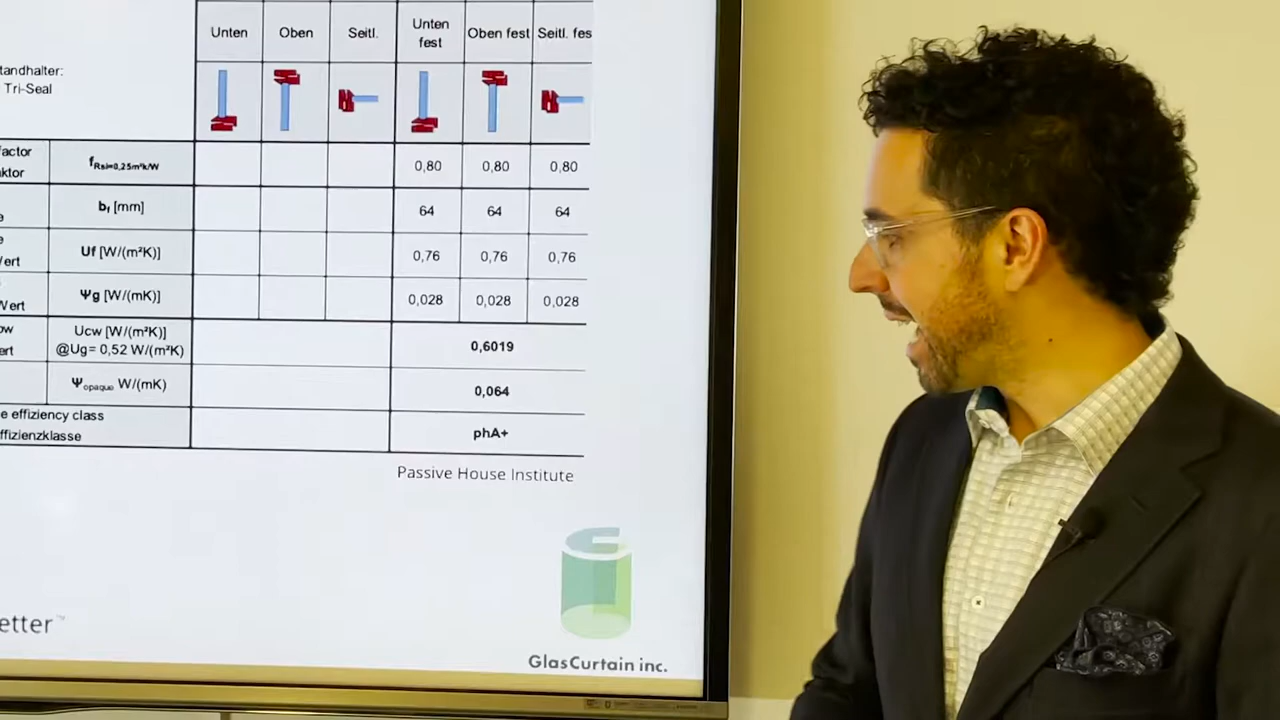 Unten Oben Seitl. Unten fest Oben fest Seitl. fes
tandhalter:
Tri-Seal
actor
ktor
fRsi=0,25m²k/W 0,80 0,80 0,80
e
bf [mm] 64 64 64
e
ert
Uf [W/(m²K)] 0,76 0,76 0,76
Wert
Ψg [W/(mK)] 0,028 0,028 0,028
ow
ert
Ucw [W/(m²K)]
@Ug= 0,52 W/(m²K) 0,6019
Ψopaque W/(mK) 0,064
e effiziency class
ffizienzklasse
phA+
Passive House Institute
etter™
GlasCurtain inc.